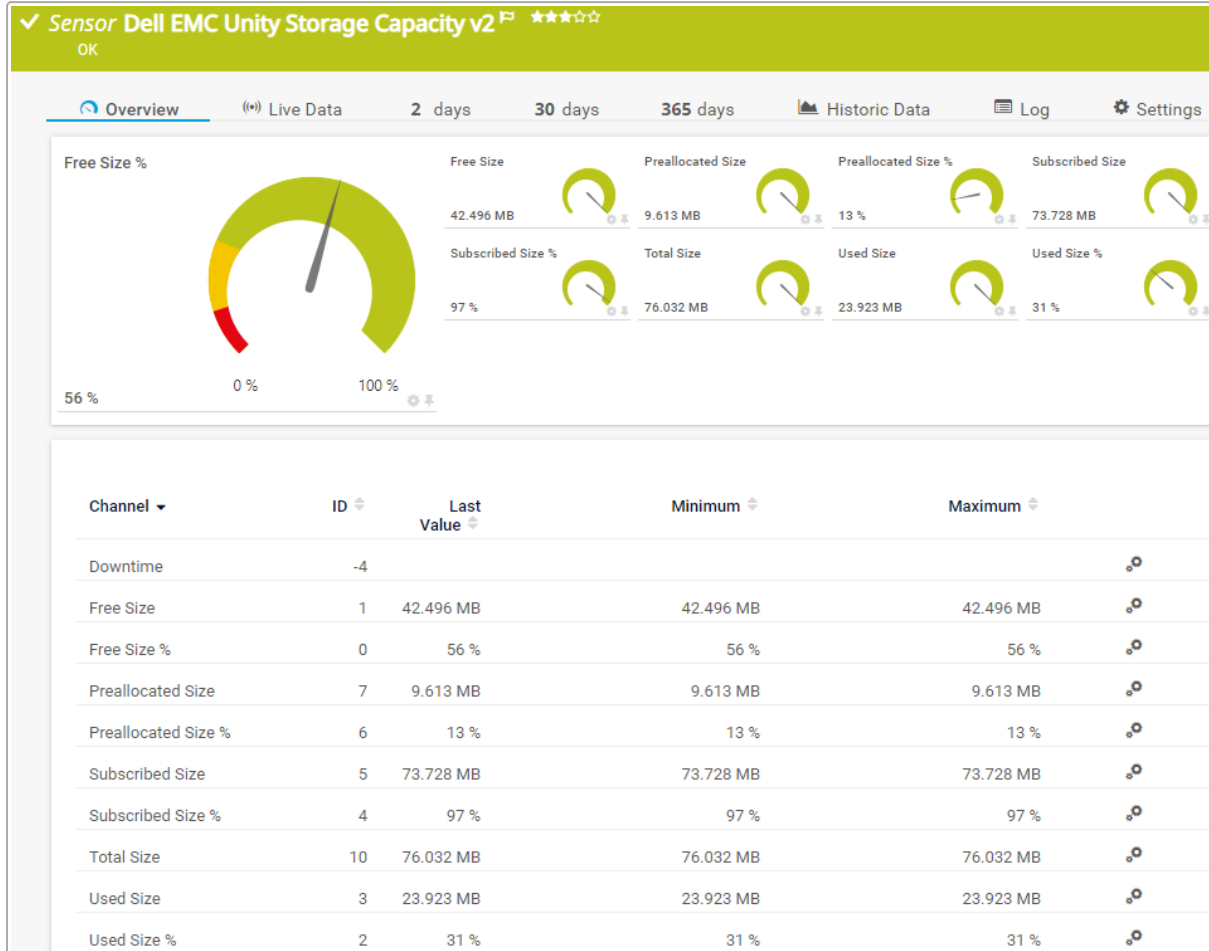 Sensor Dell EMC Unity Storage Capacity v2
OK
Overview Live Data 2 days 30 days 365 days Historic Data Log Settings
Free Size %
0 %
100 %
56 %
Free Size
42.496 MB
Preallocated Size
9.613 MB
Preallocated Size %
13 %
Subscribed Size
73.728 MB
Subscribed Size %
97 %
Total Size
76.032 MB
Used Size
23.923 MB
Used Size %
31 %
Channel ID Last Value Minimum Maximum
Downtime -4
Free Size 1 42.496 MB 42.496 MB 42.496 MB
Free Size % 0 56 % 56 % 56 %
Preallocated Size 7 9.613 MB 9.613 MB 9.613 MB
Preallocated Size % 6 13 % 13 % 13 %
Subscribed Size 5 73.728 MB 73.728 MB 73.728 MB
Subscribed Size % 4 97 % 97 % 97 %
Total Size 10 76.032 MB 76.032 MB 76.032 MB
Used Size 3 23.923 MB 23.923 MB 23.923 MB
Used Size % 2 31 % 31 % 31 %